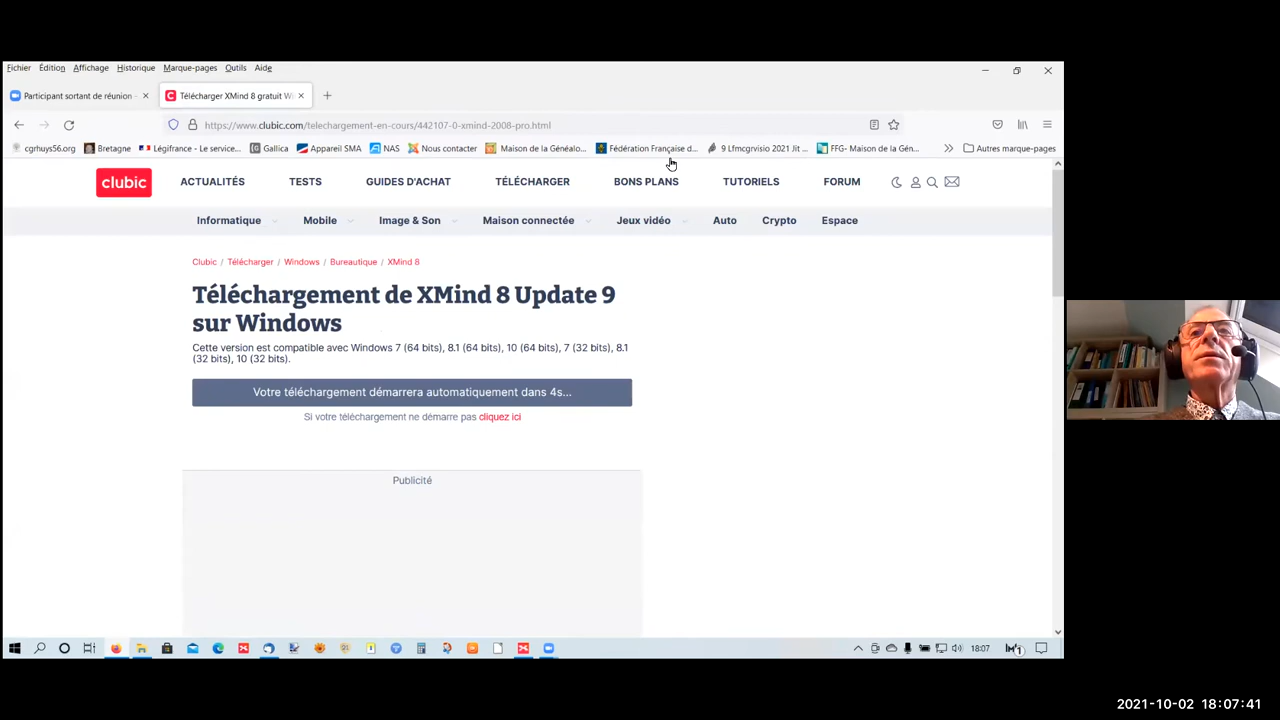 Fichier Édition Affichage Historique Marque-pages Outils Aide
Participant sortant de réunion -
Télécharger XMind 8 gratuit Wi
https://www.clubic.com/telechargement-en-cours/442107-0-xmind-2008-pro.html
cgrhuys56.org Bretagne Légifrance - Le service... Gallica Appareil SMA NAS Nous contacter Maison de la Généalo... Fédération Française d... 9 Lfmcgrvisio 2021 Jit ... FFG- Maison de la Gén... Autres marque-pages
clubic ACTUALITÉS TESTS GUIDES D'ACHAT TÉLÉCHARGER BONS PLANS TUTORIELS FORUM
Informatique Mobile Image & Son Maison connectée Jeux vidéo Auto Crypto Espace
Clubic / Télécharger / Windows / Bureautique / XMind 8
Téléchargement de XMind 8 Update 9
sur Windows
Cette version est compatible avec Windows 7 (64 bits), 8.1 (64 bits), 10 (64 bits), 7 (32 bits), 8.1
(32 bits), 10 (32 bits).
Votre téléchargement démarrera automatiquement dans 4s...
Si votre téléchargement ne démarre pas cliquez ici
Publicité
18:07
2021-10-02 18:07:41